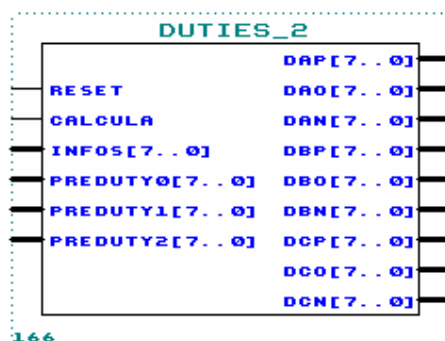 DUTIES_2
DAP[7..0]
RESET
DAO[7..0]
CALCULA
DAN[7..0]
INFOS[7..0]
DBP[7..0]
PREDUTY0[7..0]
DBO[7..0]
PREDUTY1[7..0]
DBN[7..0]
PREDUTY2[7..0]
DCP[7..0]
DCO[7..0]
DCN[7..0]
166